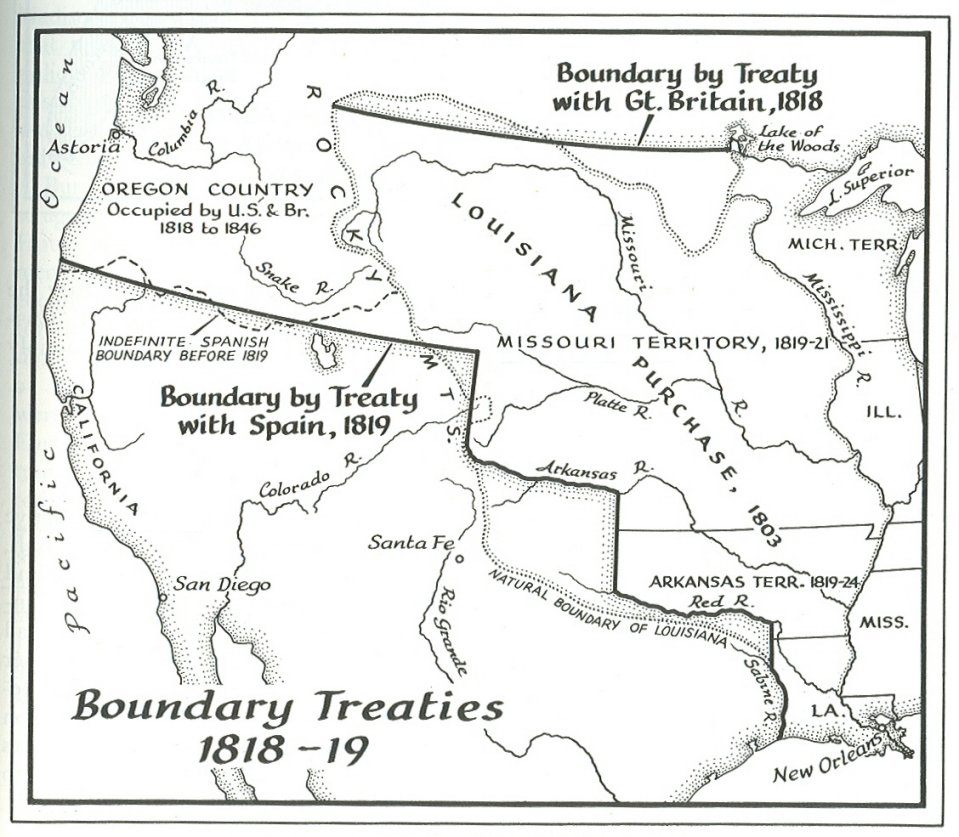 Boundary by Treaty
with Gt. Britain, 1818
Lake of
the Woods
L. Superior
Pacific Ocean
Astoria
Columbia R.
ROCKY MTS.
OREGON COUNTRY
Occupied by U.S. & Br.
1818 to 1846
Snake R.
LOUISIANA PURCHASE, 1803
Missouri R.
MICH. TERR.
Mississippi R.
INDEFINITE SPANISH
BOUNDARY BEFORE 1819
MISSOURI TERRITORY, 1819-21
Boundary by Treaty
with Spain, 1819
Platte R.
ILL.
CALIFORNIA
Colorado R.
Arkansas R.
Santa Fe
San Diego
ARKANSAS TERR. 1819-24
Red R.
NATURAL BOUNDARY OF LOUISIANA
MISS.
Rio Grande
Sabine R.
LA.
New Orleans
Boundary Treaties
1818-19